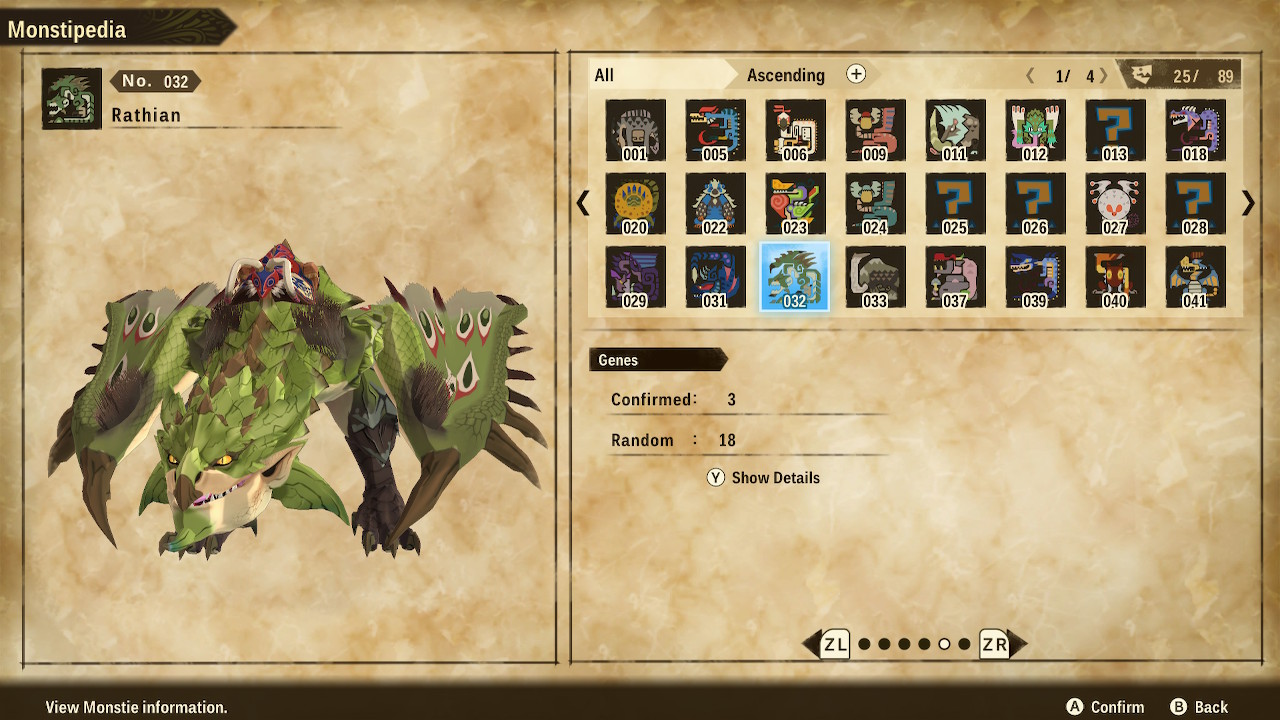 Monstipedia
No. 032
Rathian
All
Ascending +
1/ 4
25/ 89
001 005 006 009 011 012 013 018
020 022 023 024 025 026 027 028
029 031 032 033 037 039 040 041
Genes
Confirmed: 3
Random : 18
Y Show Details
ZL ZR
View Monstie information.
A Confirm B Back